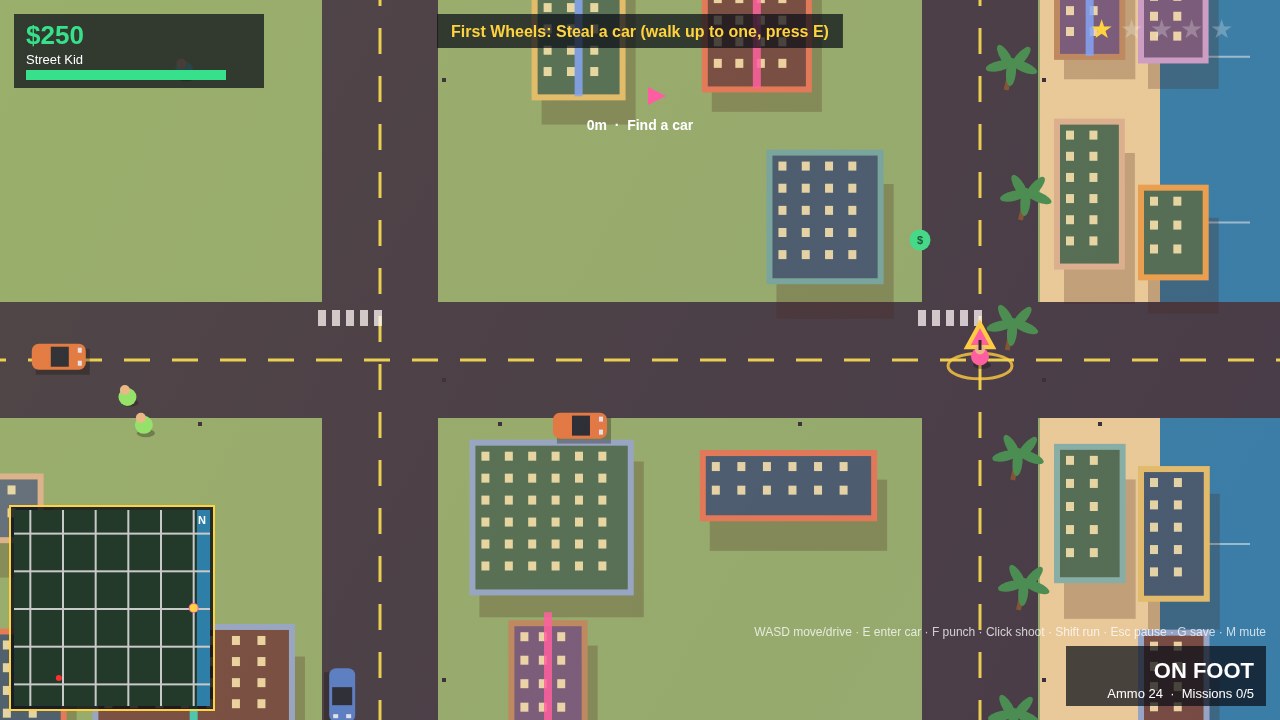 $250
Street Kid
First Wheels: Steal a car (walk up to one, press E)
0m · Find a car
$
N
WASD move/drive · E enter car · F punch · Click shoot · Shift run · Esc pause · G save · M mute
ON FOOT
Ammo 24 · Missions 0/5